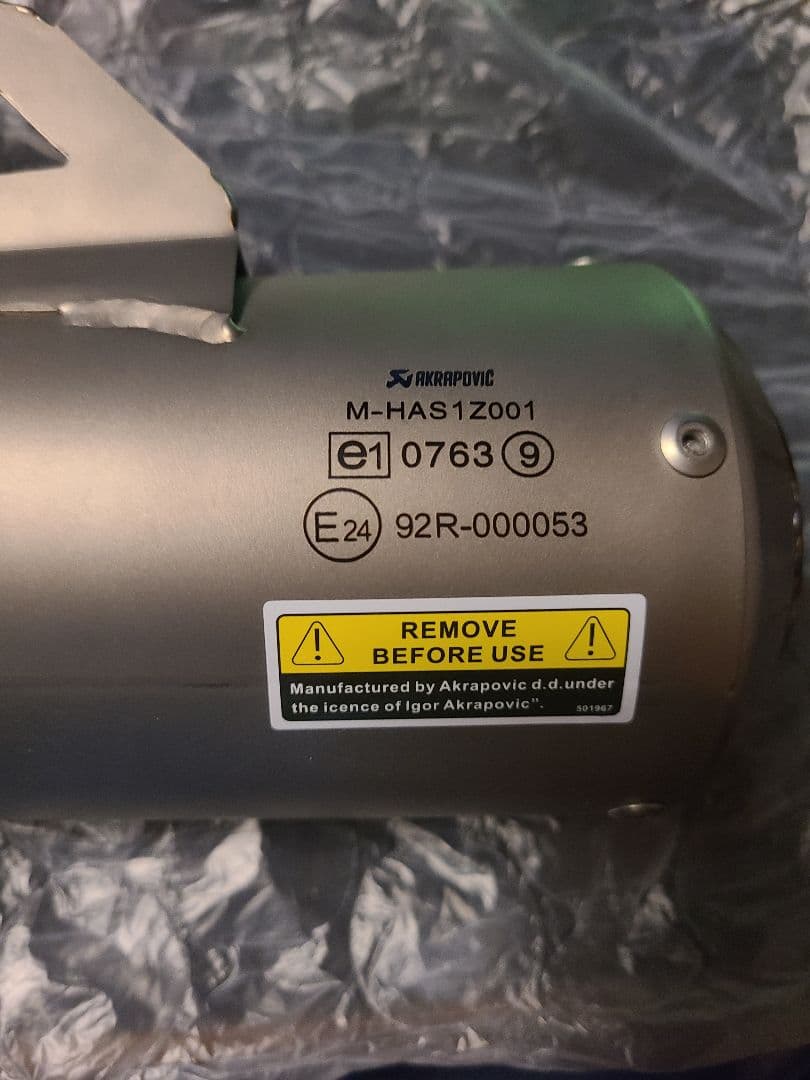 AKRAPOVIC
M-HAS1Z001
e1 0763 9
E24 92R-000053
! REMOVE !
BEFORE USE
Manufactured by Akrapovic d.d.under
the icence of Igor Akrapovic".
501967